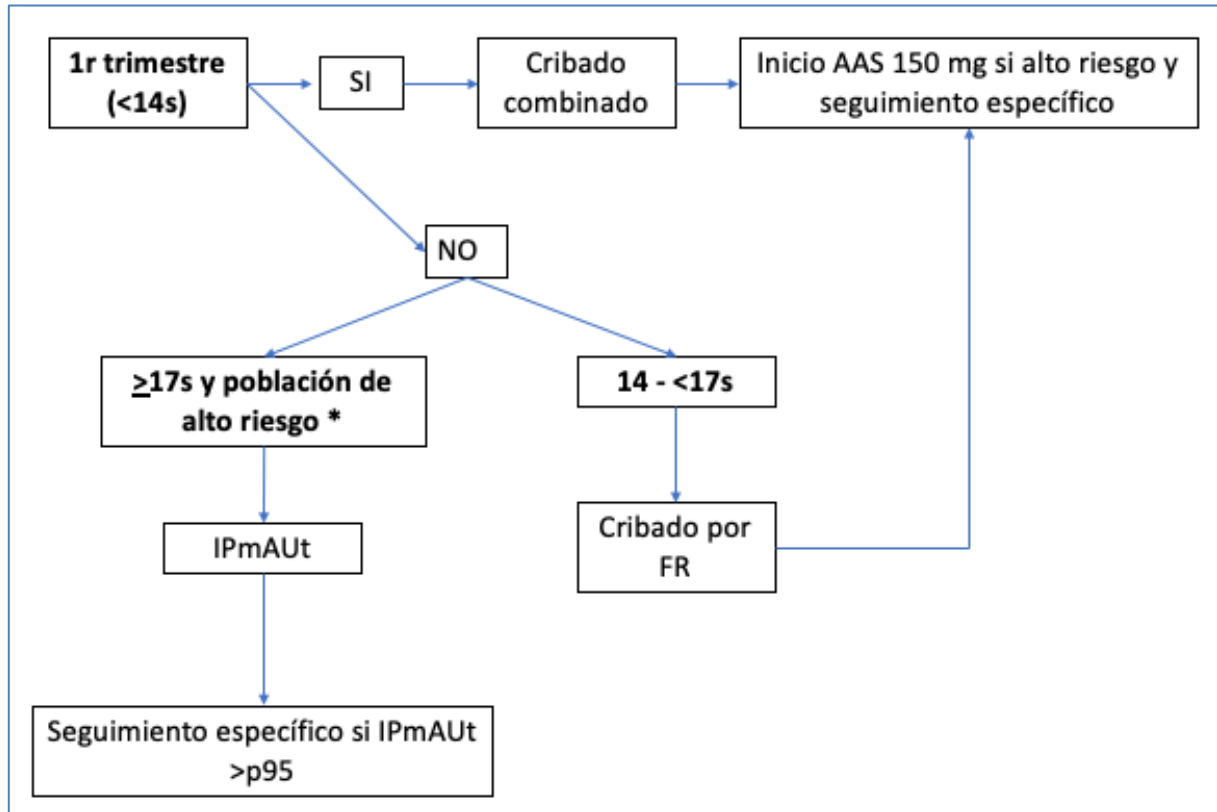 1r trimestre
(<14s)
SI
Cribado
combinado
Inicio AAS 150 mg si alto riesgo y
seguimiento específico
NO
≥17s y población de
alto riesgo *
14 - <17s
IPmAUt
Cribado por
FR
Seguimiento específico si IPmAUt
>p95